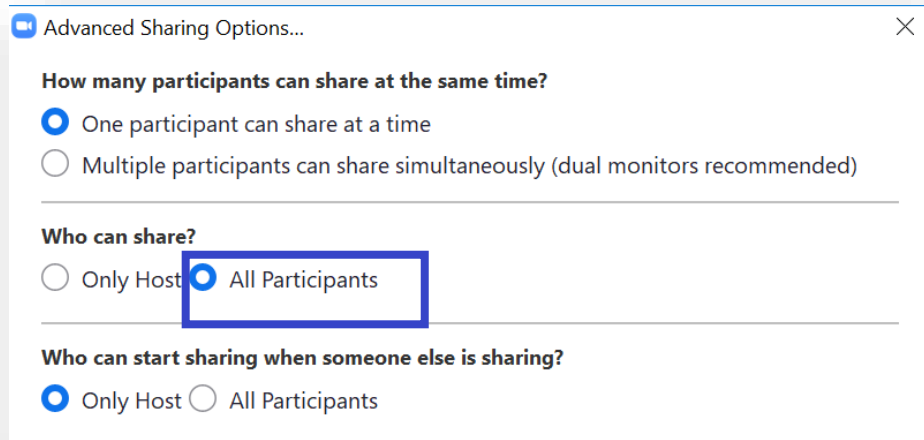 Advanced Sharing Options...
How many participants can share at the same time?
One participant can share at a time
Multiple participants can share simultaneously (dual monitors recommended)
Who can share?
Only Host All Participants
Who can start sharing when someone else is sharing?
Only Host All Participants